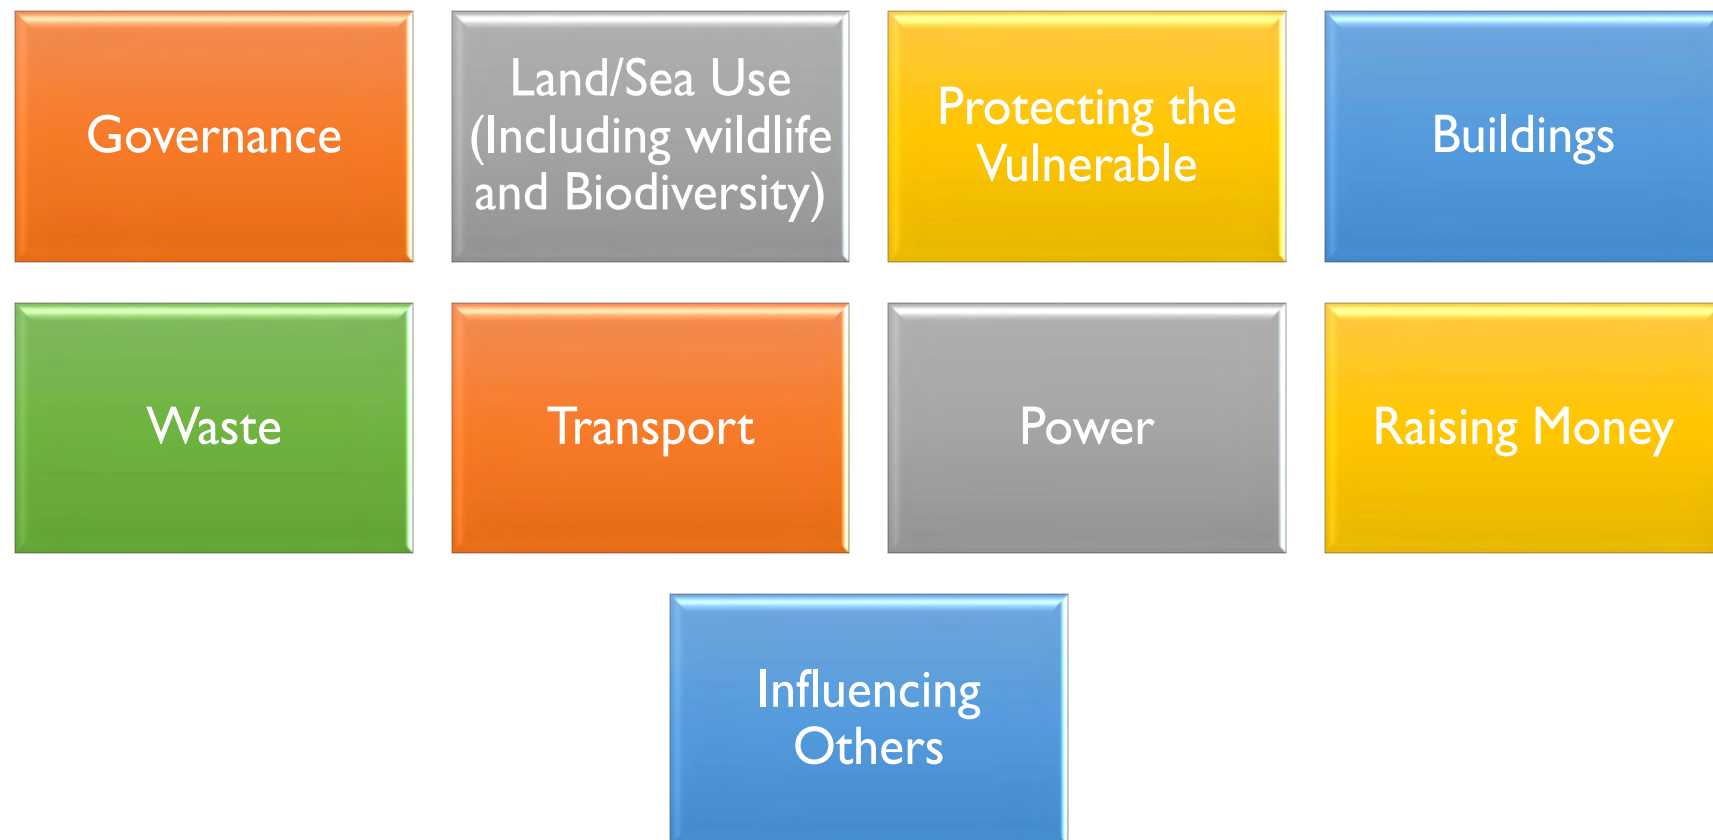 Governance
Land/Sea Use
(Including wildlife
and Biodiversity)
Protecting the
Vulnerable
Buildings
Waste
Transport
Power
Raising Money
Influencing
Others